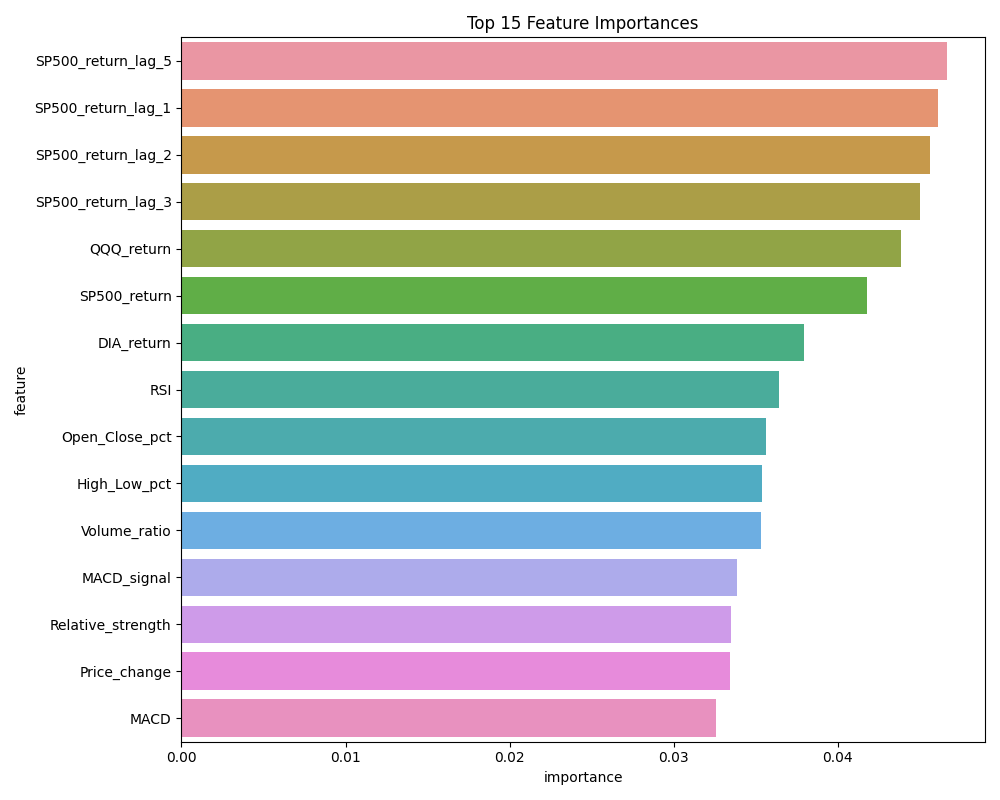 Top 15 Feature Importances
feature
SP500_return_lag_5
SP500_return_lag_1
SP500_return_lag_2
SP500_return_lag_3
QQQ_return
SP500_return
DIA_return
RSI
Open_Close_pct
High_Low_pct
Volume_ratio
MACD_signal
Relative_strength
Price_change
MACD
0.00 0.01 0.02 0.03 0.04
importance